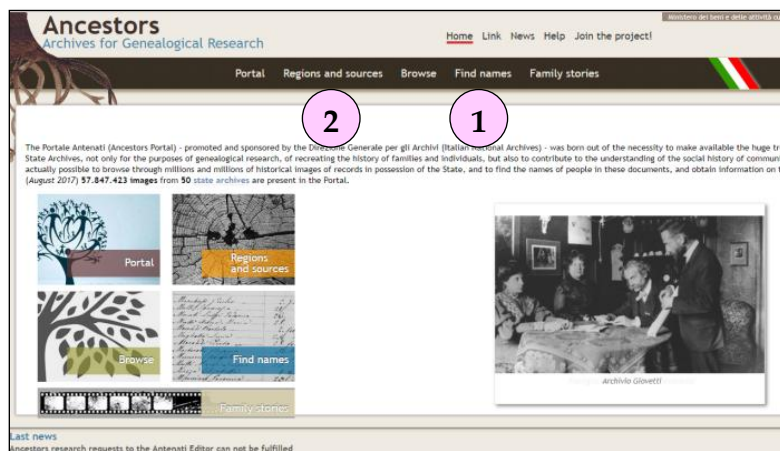 Ministero dei beni e delle attività cu
Ancestors
Archives for Genealogical Research
Home Link News Help Join the project!
Portal Regions and sources Browse Find names Family stories
2 1
The Portale Antenati (Ancestors Portal) - promoted and sponsored by the Direzione Generale per gli Archivi (Italian National Archives) - was born out of the necessity to make available the huge tr
State Archives, not only for the purposes of genealogical research, of recreating the history of families and individuals, but also to contribute to the understanding of the social history of commun
actually possible to browse through millions and millions of historical images of records in possession of the State, and to find the names of people in these documents, and obtain information on t
(August 2017) 57.847.423 images from 50 state archives are present in the Portal.
Portal
Regions
and sources
Browse
Find names
Family stories
Archivio Giovetti
Last news
Ancestors research requests to the Antenati Editor can not be fulfilled